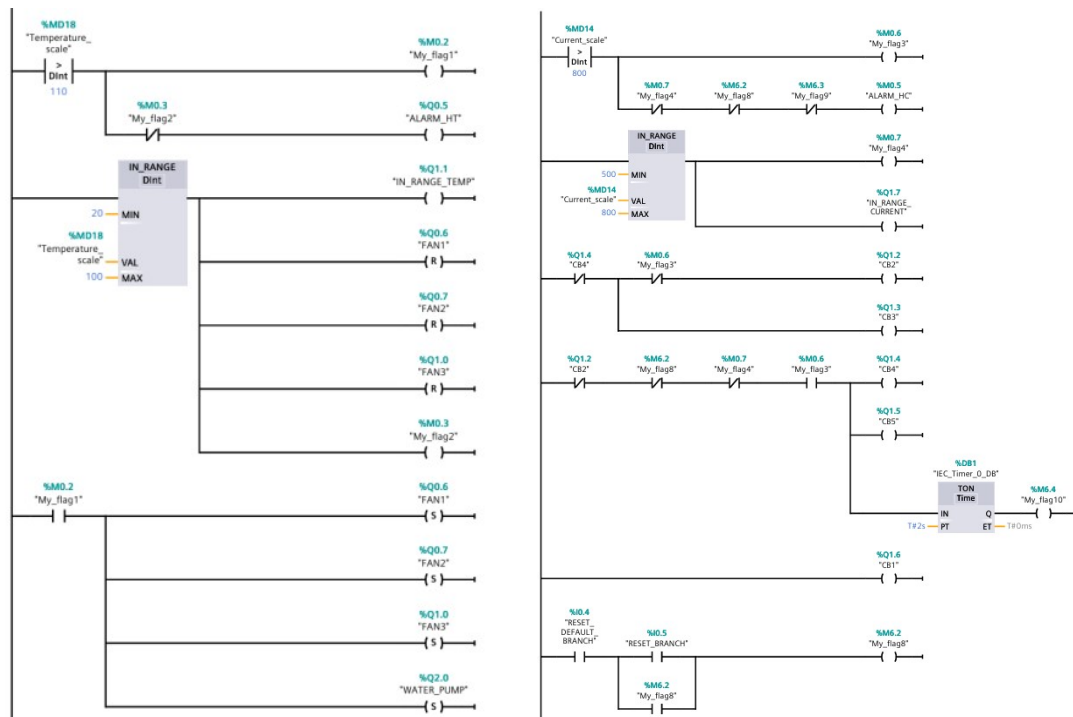 %MD18
"Temperature_
scale"
>
DInt
110
%M0.2
"My_flag1"
%M0.3
"My_flag2"
%Q0.5
"ALARM_HT"
IN_RANGE
DInt
20
MIN
%MD18
"Temperature_
scale"
VAL
100
MAX
%Q1.1
"IN_RANGE_TEMP"
%Q0.6
"FAN1"
R
%Q0.7
"FAN2"
R
%Q1.0
"FAN3"
R
%M0.3
"My_flag2"
%M0.2
"My_flag1"
%Q0.6
"FAN1"
S
%Q0.7
"FAN2"
S
%Q1.0
"FAN3"
S
%Q2.0
"WATER_PUMP"
S
%MD14
"Current_scale"
>
DInt
800
%M0.6
"My_flag3"
%M0.7
"My_flag4"
%M6.2
"My_flag8"
%M6.3
"My_flag9"
%M0.5
"ALARM_HC"
IN_RANGE
DInt
500
MIN
%MD14
"Current_scale"
VAL
800
MAX
%M0.7
"My_flag4"
%Q1.7
"IN_RANGE_
CURRENT"
%Q1.4
"CB4"
%M0.6
"My_flag3"
%Q1.2
"CB2"
%Q1.3
"CB3"
%Q1.2
"CB2"
%M6.2
"My_flag8"
%M0.7
"My_flag4"
%M0.6
"My_flag3"
%Q1.4
"CB4"
%Q1.5
"CB5"
%DB1
"IEC_Timer_0_DB"
TON
Time
IN
Q
T#2s
PT
ET
T#0ms
%M6.4
"My_flag10"
%Q1.6
"CB1"
%I0.4
"RESET_
DEFAULT_
BRANCH"
%I0.5
"RESET_BRANCH"
%M6.2
"My_flag8"
%M6.2
"My_flag8"